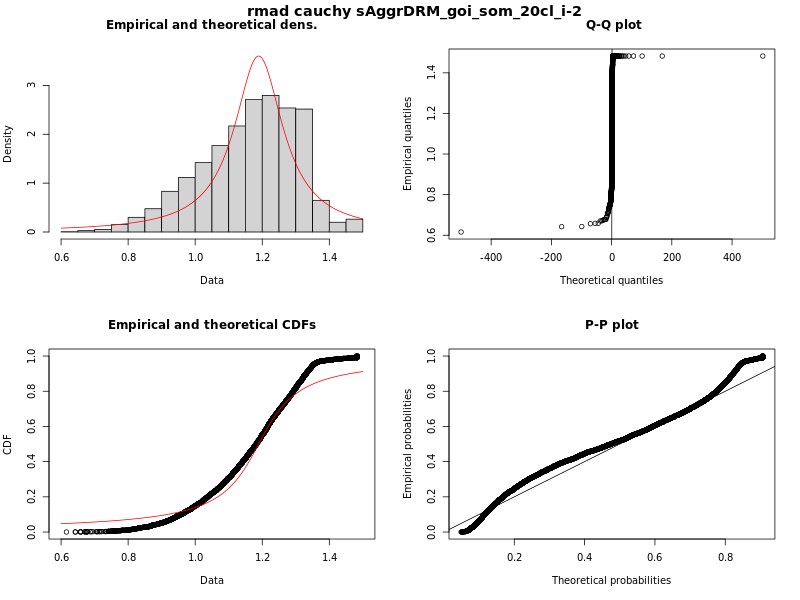 rmad cauchy sAggrDRM_goi_som_20cl_i-2
Empirical and theoretical dens.
Density
0 1 2 3
0.6 0.8 1.0 1.2 1.4
Data
Q-Q plot
Empirical quantiles
0.6 0.8 1.0 1.2 1.4
-400 -200 0 200 400
Theoretical quantiles
Empirical and theoretical CDFs
CDF
0.0 0.2 0.4 0.6 0.8 1.0
0.6 0.8 1.0 1.2 1.4
Data
P-P plot
Empirical probabilities
0.0 0.2 0.4 0.6 0.8 1.0
0.2 0.4 0.6 0.8
Theoretical probabilities